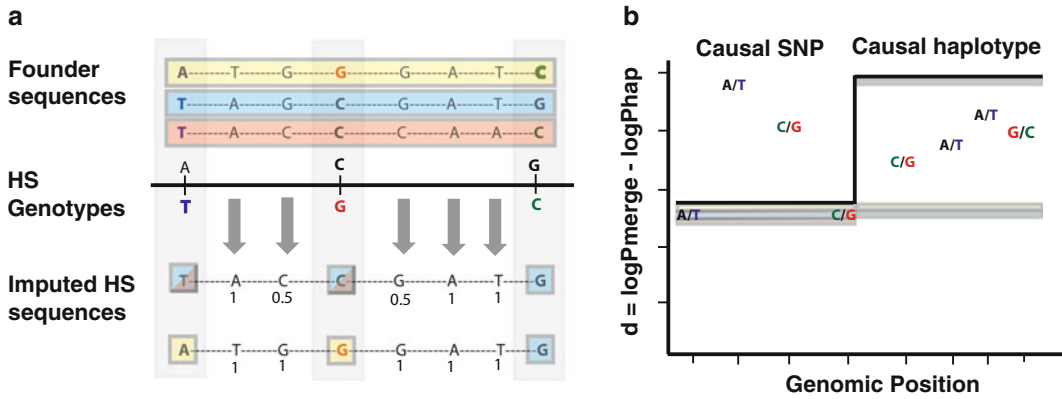 a
Founder sequences
A T G G G A T C
T A G C G A T G
T A C C C A A C
HS Genotypes
A C G
T G C
Imputed HS sequences
T A C C G A T G
1 0.5 0.5 1 1
A T G G G A T G
1 1 1 1 1
b
Causal SNP
Causal haplotype
d = logPmerge - logPhap
A/T
C/G
A/T
C/G
C/G
A/T
A/T
G/C
Genomic Position